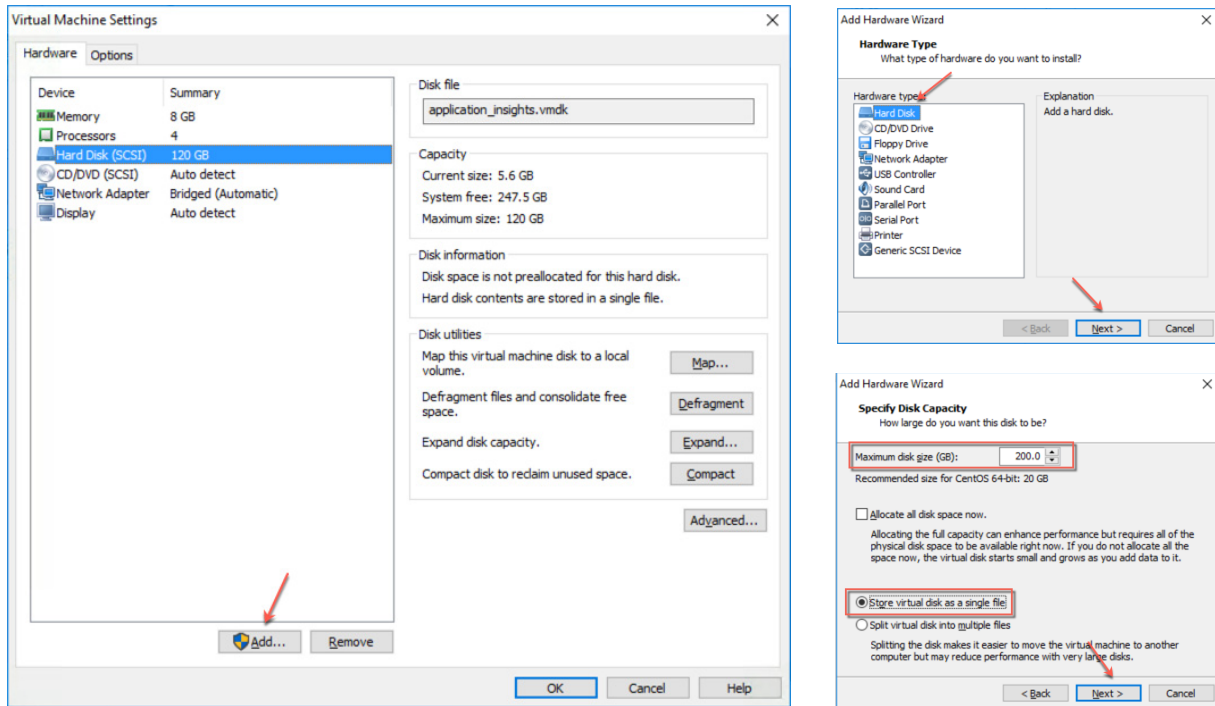 Virtual Machine Settings
Hardware Options
Device Summary
Memory 8 GB
Processors 4
Hard Disk (SCSI) 120 GB
CD/DVD (SCSI) Auto detect
Network Adapter Bridged (Automatic)
Display Auto detect
Add... Remove
Disk file
application_insights.vmdk
Capacity
Current size: 5.6 GB
System free: 247.5 GB
Maximum size: 120 GB
Disk information
Disk space is not preallocated for this hard disk.
Hard disk contents are stored in a single file.
Disk utilities
Map this virtual machine disk to a local
volume.
Map...
Defragment files and consolidate free
space.
Defragment
Expand disk capacity. Expand...
Compact disk to reclaim unused space. Compact
Advanced...
OK Cancel Help
Add Hardware Wizard
Hardware Type
What type of hardware do you want to install?
Hardware types:
Hard Disk
CD/DVD Drive
Floppy Drive
Network Adapter
USB Controller
Sound Card
Parallel Port
Serial Port
Printer
Generic SCSI Device
Explanation
Add a hard disk.
< Back Next > Cancel
Add Hardware Wizard
Specify Disk Capacity
How large do you want this disk to be?
Maximum disk size (GB): 200.0
Recommended size for CentOS 64-bit: 20 GB
Allocate all disk space now.
Allocating the full capacity can enhance performance but requires all of the
physical disk space to be available right now. If you do not allocate all the
space now, the virtual disk starts small and grows as you add data to it.
Store virtual disk as a single file
Split virtual disk into multiple files
Splitting the disk makes it easier to move the virtual machine to another
computer but may reduce performance with very large disks.
< Back Next > Cancel